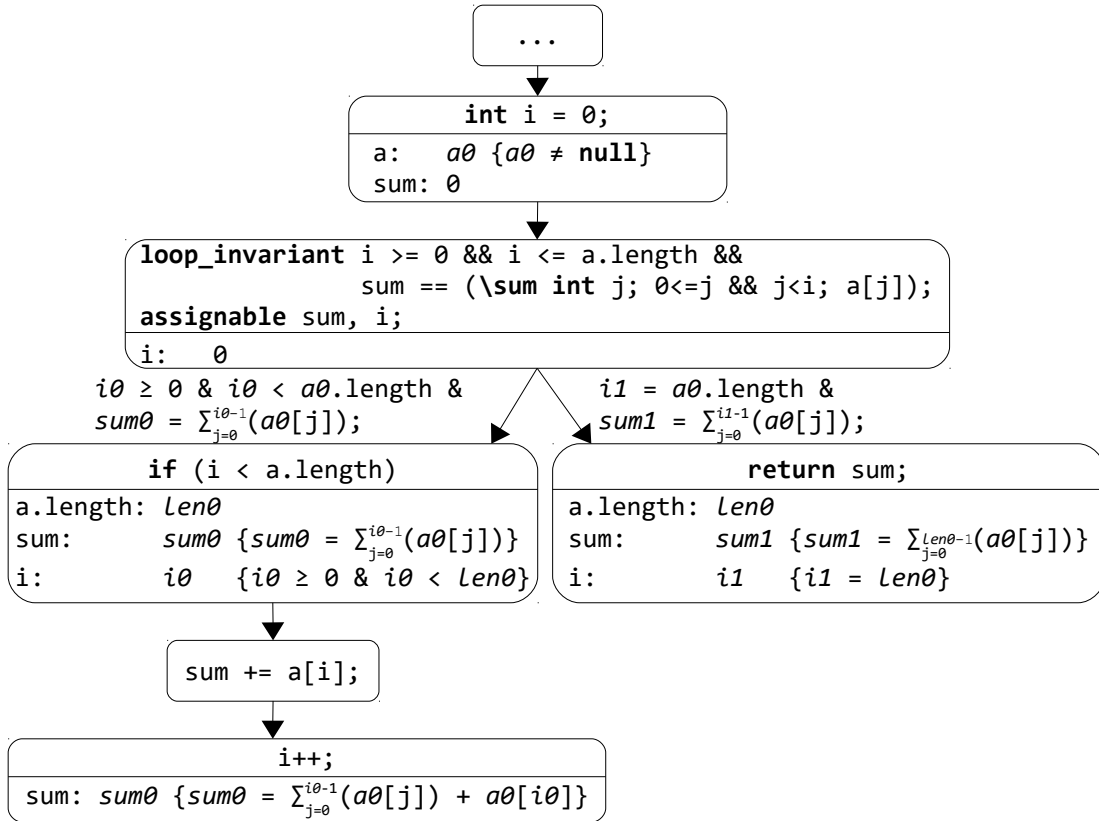 ...
int i = 0;
a: a0 {a0 ≠ null}
sum: 0
loop_invariant i >= 0 && i <= a.length &&
sum == (\sum int j; 0<=j && j<i; a[j]);
assignable sum, i;
i: 0
i0 ≥ 0 & i0 < a0.length &
sum0 = ∑_{j=0}^{i0-1}(a0[j]);
i1 = a0.length &
sum1 = ∑_{j=0}^{i1-1}(a0[j]);
if (i < a.length)
a.length: len0
sum: sum0 {sum0 = ∑_{j=0}^{i0-1}(a0[j])}
i: i0 {i0 ≥ 0 & i0 < len0}
return sum;
a.length: len0
sum: sum1 {sum1 = ∑_{j=0}^{len0-1}(a0[j])}
i: i1 {i1 = len0}
sum += a[i];
i++;
sum: sum0 {sum0 = ∑_{j=0}^{i0-1}(a0[j]) + a0[i0]}